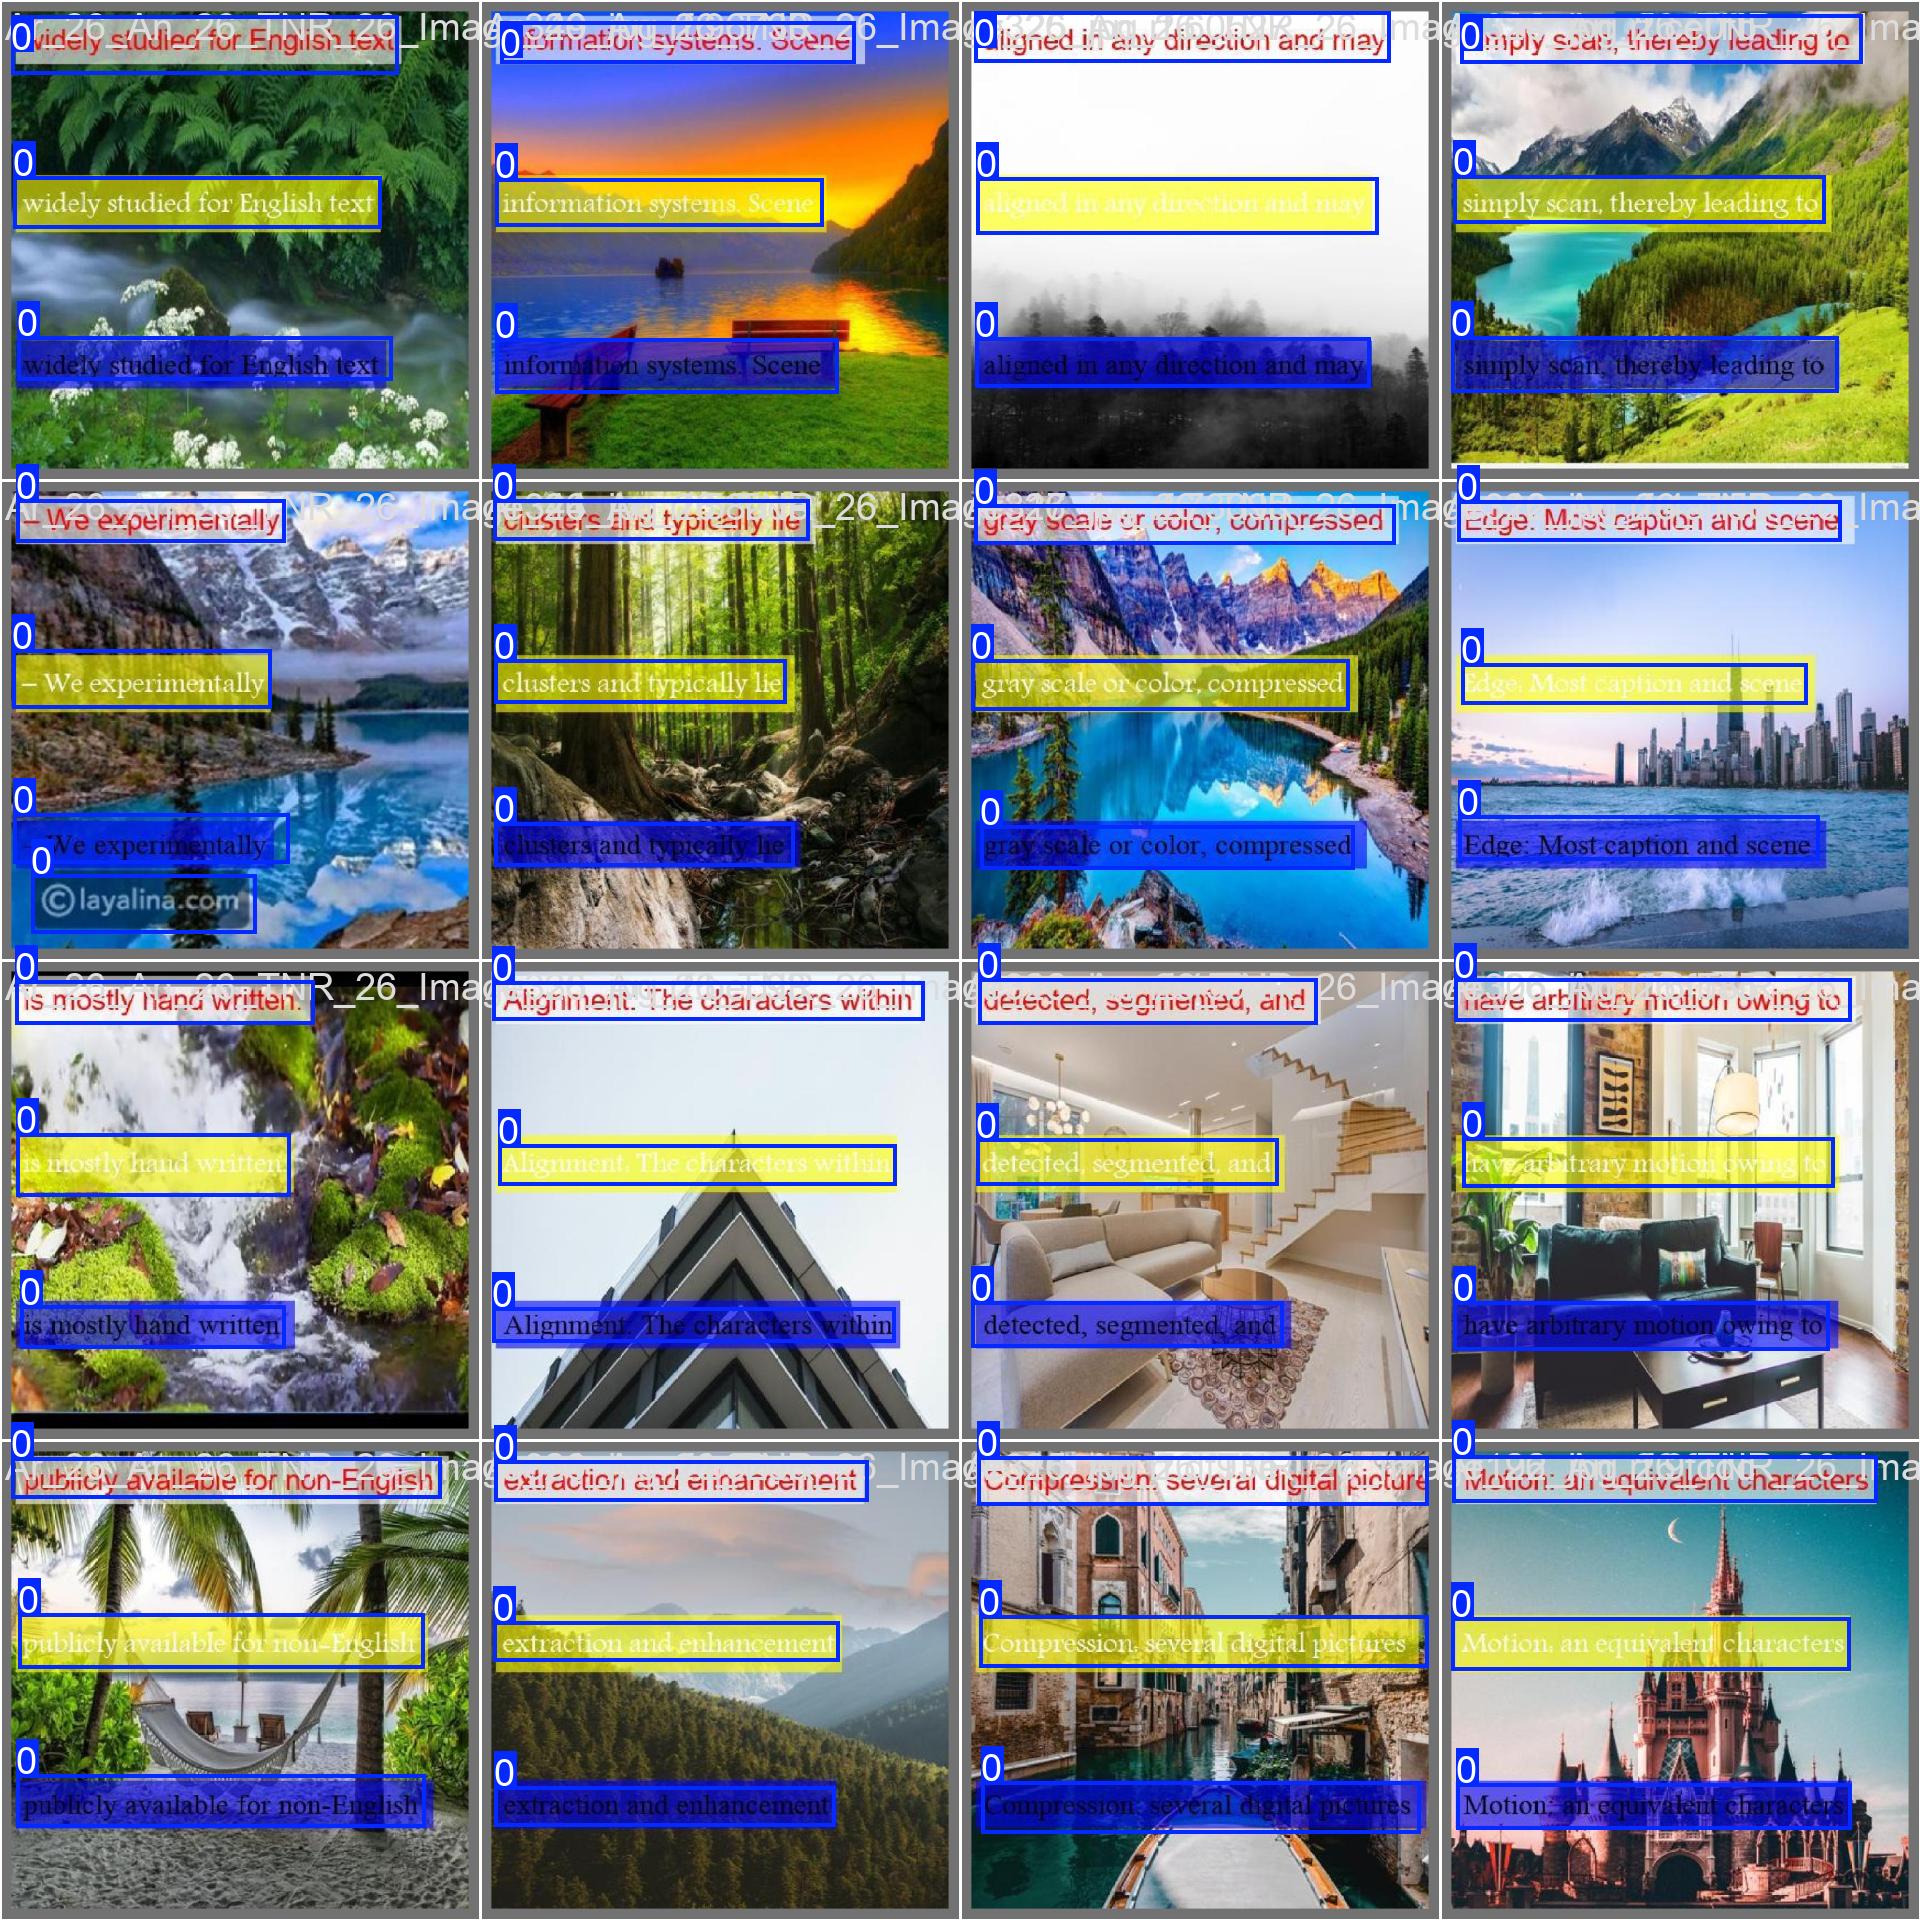 widely studied for English text
0
widely studied for English text
0
widely studied for English text
0
formation systems. Scene
0
information systems. Scene
0
information systems. Scene
0
aligned in any direction and may
0
aligned in any direction and may
0
aligned in any direction and may
0
mply scan, thereby leading to
0
simply scan, thereby leading to
0
simply scan, thereby leading to
0
– We experimentally
0
– We experimentally
0
We experimentally
0
© layalina.com
0
clusters and typically lie
0
clusters and typically lie
0
clusters and typically lie
0
gray scale or color, compressed
0
gray scale or color, compressed
0
gray scale or color, compressed
0
Edge: Most caption and scene
0
Edge: Most caption and scene
0
Edge: Most caption and scene
0
is mostly hand written.
0
is mostly hand written.
0
is mostly hand written
0
Alignment: The characters within
0
Alignment: The characters within
0
Alignment: The characters within
0
detected, segmented, and
0
detected, segmented, and
0
detected, segmented, and
0
have arbitrary motion owing to
0
have arbitrary motion owing to
0
have arbitrary motion owing to
0
publicly available for non-English
0
publicly available for non-English
0
publicly available for non-English
0
extraction and enhancement
0
extraction and enhancement
0
extraction and enhancement
0
Compression: several digital picture
0
Compression: several digital pictures
0
Compression: several digital pictures
0
Motion: an equivalent characters
0
Motion: an equivalent characters
0
Motion: an equivalent characters
0